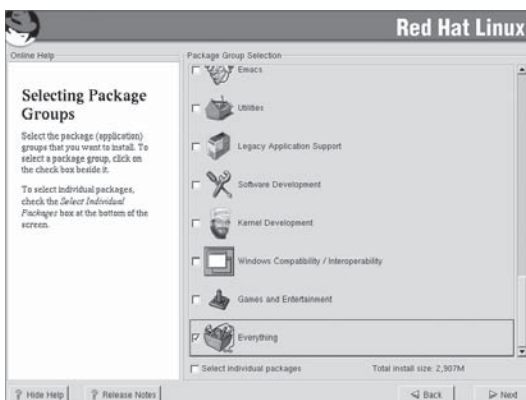 Red Hat Linux
Online Help
Selecting Package
Groups
Select the package (application)
groups that you want to install. To
select a package group, click on
the check box beside it.
To select individual packages,
check the Select Individual
Packages box at the bottom of the
screen.
Package Group Selection
Emacs
Utilities
Legacy Application Support
Software Development
Kernel Development
Windows Compatibility / Interoperability
Games and Entertainment
Everything
Select individual packages
Total install size: 2,907M
? Hide Help
? Release Notes
Back
Next